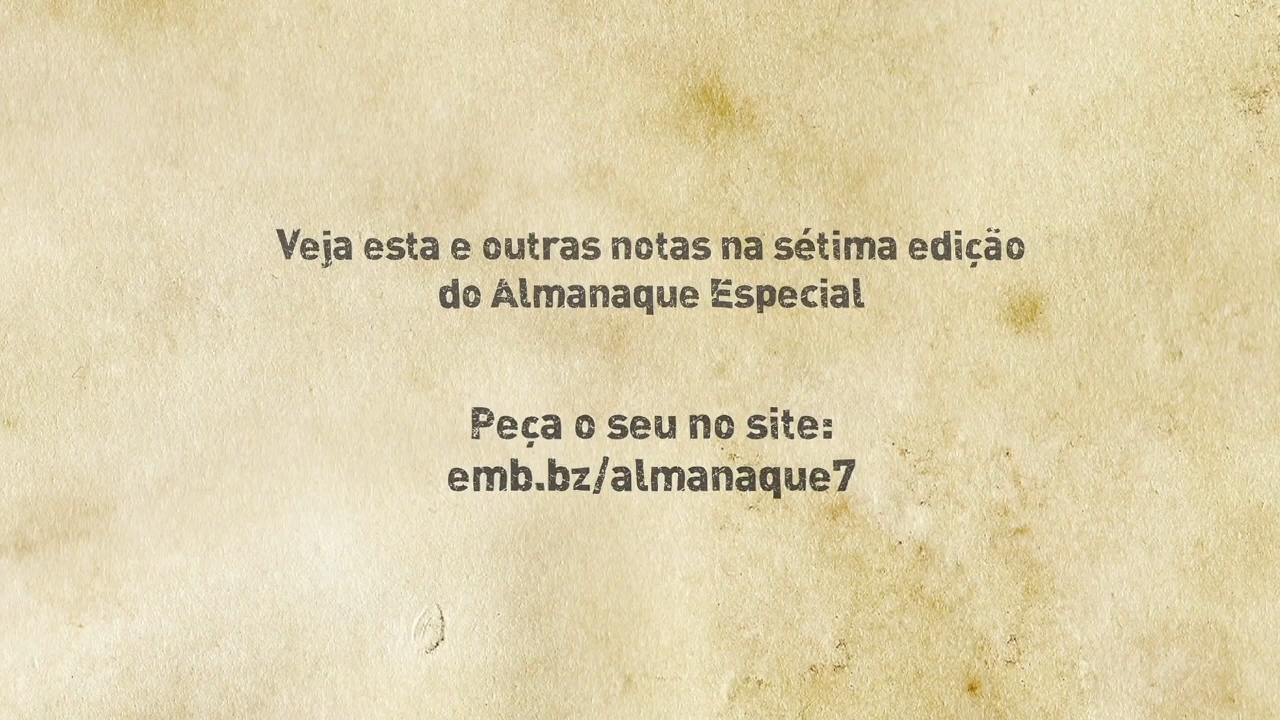 Veja esta e outras notas na sétima edição
do Almanaque Especial
Peça o seu no site:
emb.bz/almanaque7